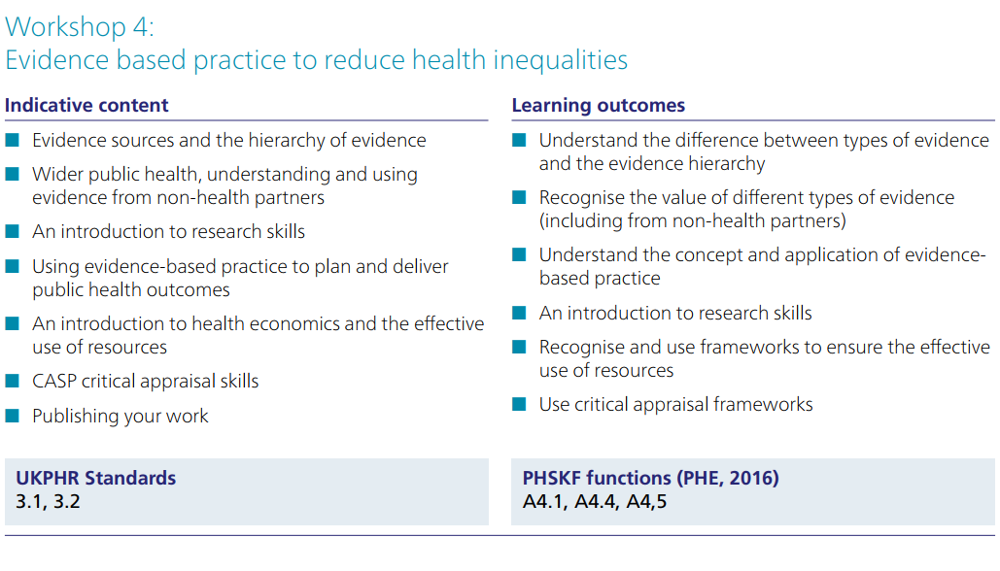 Workshop 4:
Evidence based practice to reduce health inequalities
Indicative content
Evidence sources and the hierarchy of evidence
Wider public health, understanding and using
evidence from non-health partners
An introduction to research skills
Using evidence-based practice to plan and deliver
public health outcomes
An introduction to health economics and the effective
use of resources
CASP critical appraisal skills
Publishing your work
UKPHR Standards
3.1, 3.2
Learning outcomes
Understand the difference between types of evidence
and the evidence hierarchy
Recognise the value of different types of evidence
(including from non-health partners)
Understand the concept and application of evidence-
based practice
An introduction to research skills
Recognise and use frameworks to ensure the effective
use of resources
Use critical appraisal frameworks
PHSKF functions (PHE, 2016)
A4.1, A4.4, A4,5